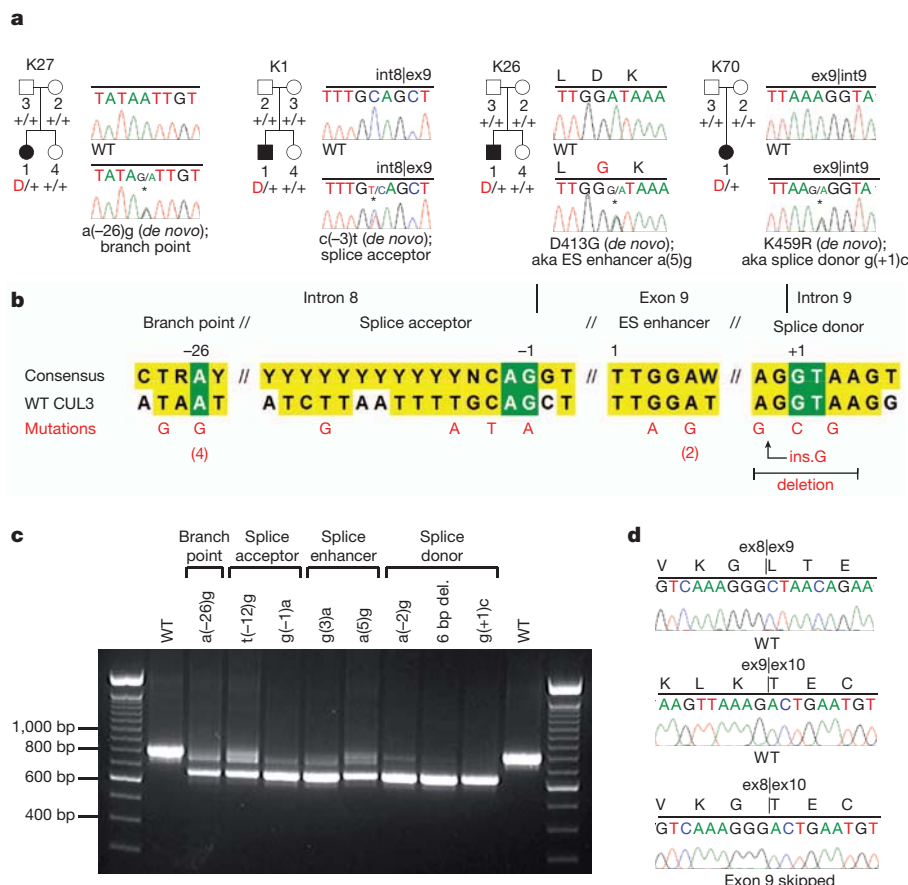 a
K27
3 2
+/+ +/+
1 4
D/+ +/+
TATAATTGT
WT
TATAG/ATTGT
*
a(−26)g (de novo);
branch point
K1
2 3
+/+ +/+
1 4
D/+ +/+
int8|ex9
TTTGCAGCT
WT
int8|ex9
TTTGT/CAGCT
*
c(−3)t (de novo);
splice acceptor
K26
3 2
+/+ +/+
1 4
D/+ +/+
L D K
TTGGATAAA
WT
L G K
TTGGG/ATAAA
*
D413G (de novo);
aka ES enhancer a(5)g
K70
3 2
+/+ +/+
1
D/+
ex9|int9
TTAAAGGTA
WT
ex9|int9
TTAAG/AGGTA
*
K459R (de novo);
aka splice donor g(+1)c
b
Intron 8 Exon 9 Intron 9
Branch point // Splice acceptor // ES enhancer // Splice donor
−26 −1 1 +1
Consensus CTRAY // YYYYYYYYYYNCAGGT // TTGGAW // AGGTAAGT
WT CUL3 ATAAT ATCTTAATTTTGCAGCT TTGGAT AGGTAAGG
Mutations G G G A T A A G G C G
(4) (2) ins.G
deletion
c
Branch point
Splice acceptor
Splice enhancer
Splice donor
WT
a(−26)g
t(−12)g
g(−1)a
g(3)a
a(5)g
a(−2)g
6 bp del.
g(+1)c
WT
1,000 bp
800 bp
600 bp
400 bp
d
ex8|ex9
V K G L T E
GTCAAAGGGCTAACAGAA
WT
ex9|ex10
K L K T E C
AAGTTAAAGACTGAATGT
WT
ex8|ex10
V K G T E C
GTCAAAGGGACTGAATGT
Exon 9 skipped